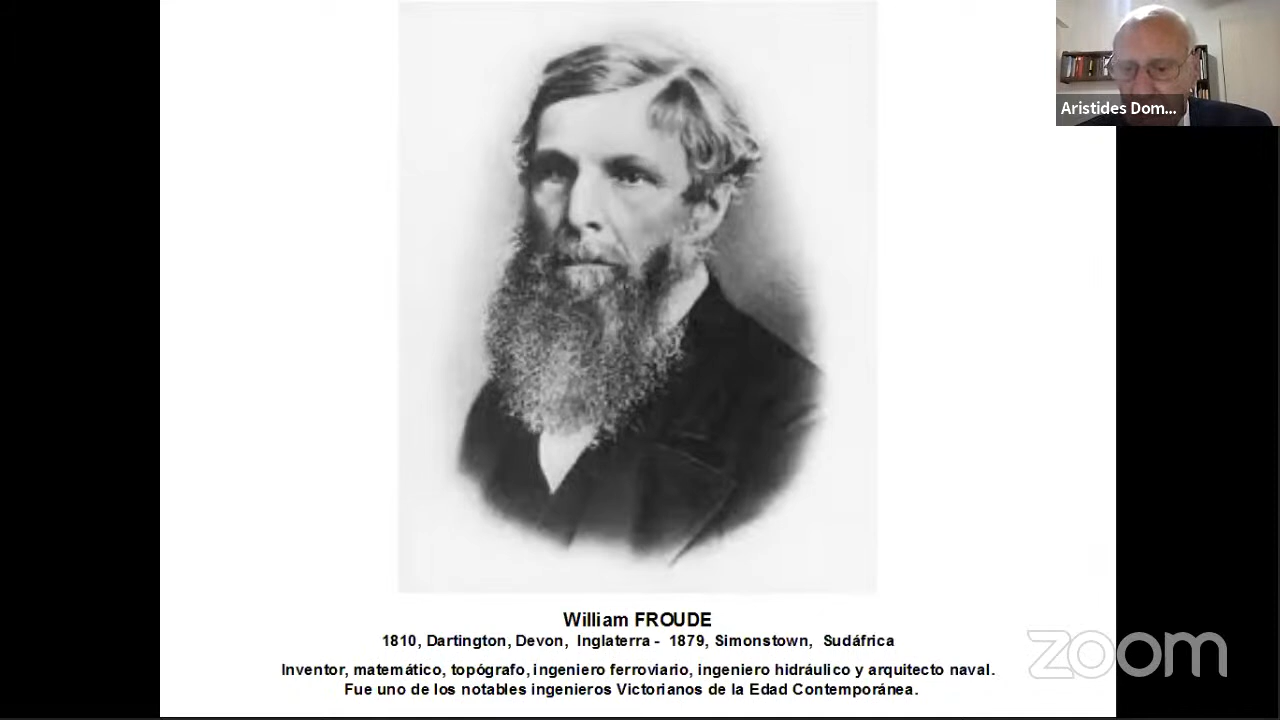 Aristides Dom...
William FROUDE
1810, Dartington, Devon, Inglaterra - 1879, Simonstown, Sudáfrica
Inventor, matemático, topógrafo, ingeniero ferroviario, ingeniero hidráulico y arquitecto naval.
Fue uno de los notables ingenieros Victorianos de la Edad Contemporánea.
zoom